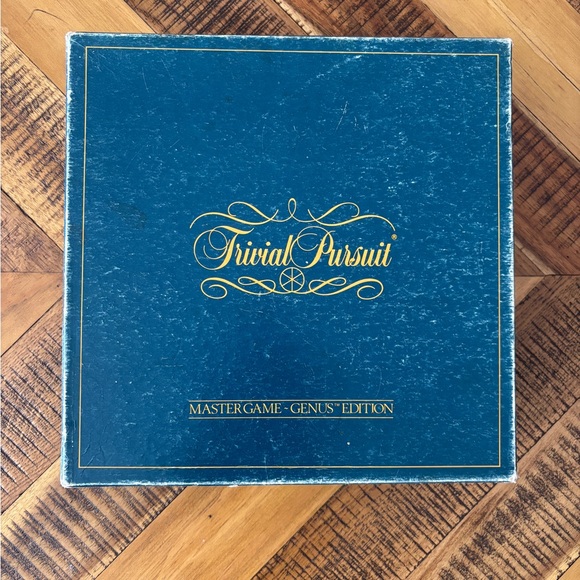 Trivial Pursuit®
MASTER GAME - GENUS™ EDITION